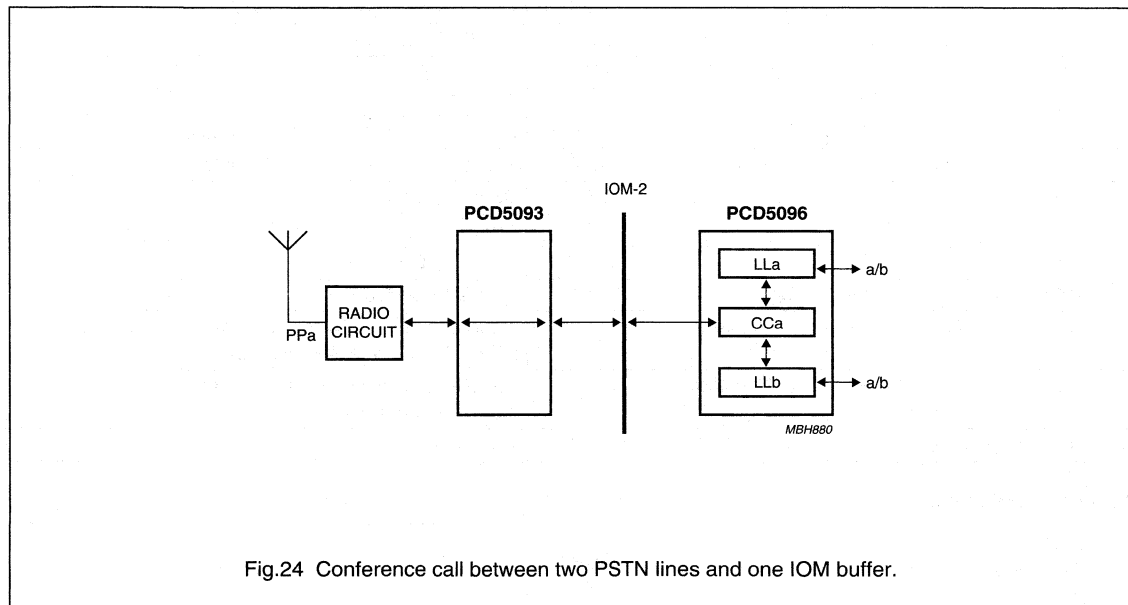 IOM-2
PCD5093
PCD5096
LLa
a/b
RADIO
CIRCUIT
PPa
CCa
LLb
a/b
MBH880
Fig.24 Conference call between two PSTN lines and one IOM buffer.